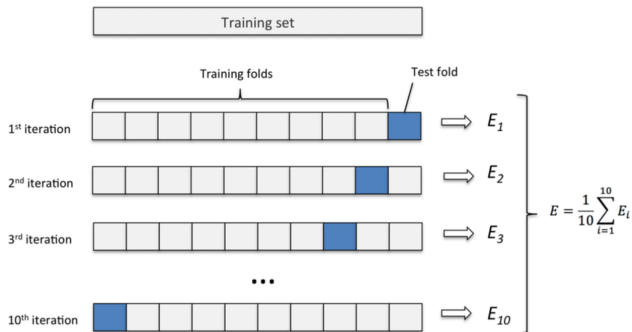 Training set
Training folds
Test fold
1st iteration
E1
2nd iteration
E2
3rd iteration
E3
E = 1/10 ∑ i=1 10 Ei
...
10th iteration
E10